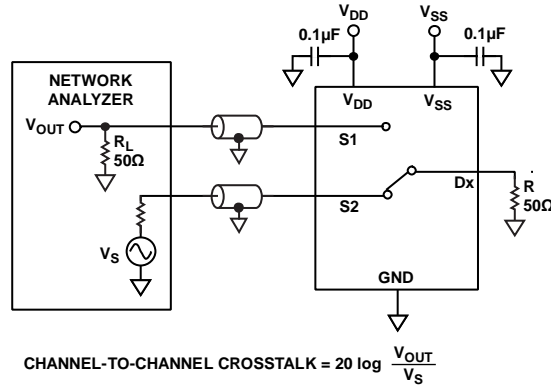 V_DD
V_SS
0.1µF
0.1µF
NETWORK
ANALYZER
V_DD
V_SS
V_OUT
S1
R_L
50Ω
Dx
S2
R
50Ω
V_S
GND
CHANNEL-TO-CHANNEL CROSSTALK = 20 log V_OUT / V_S